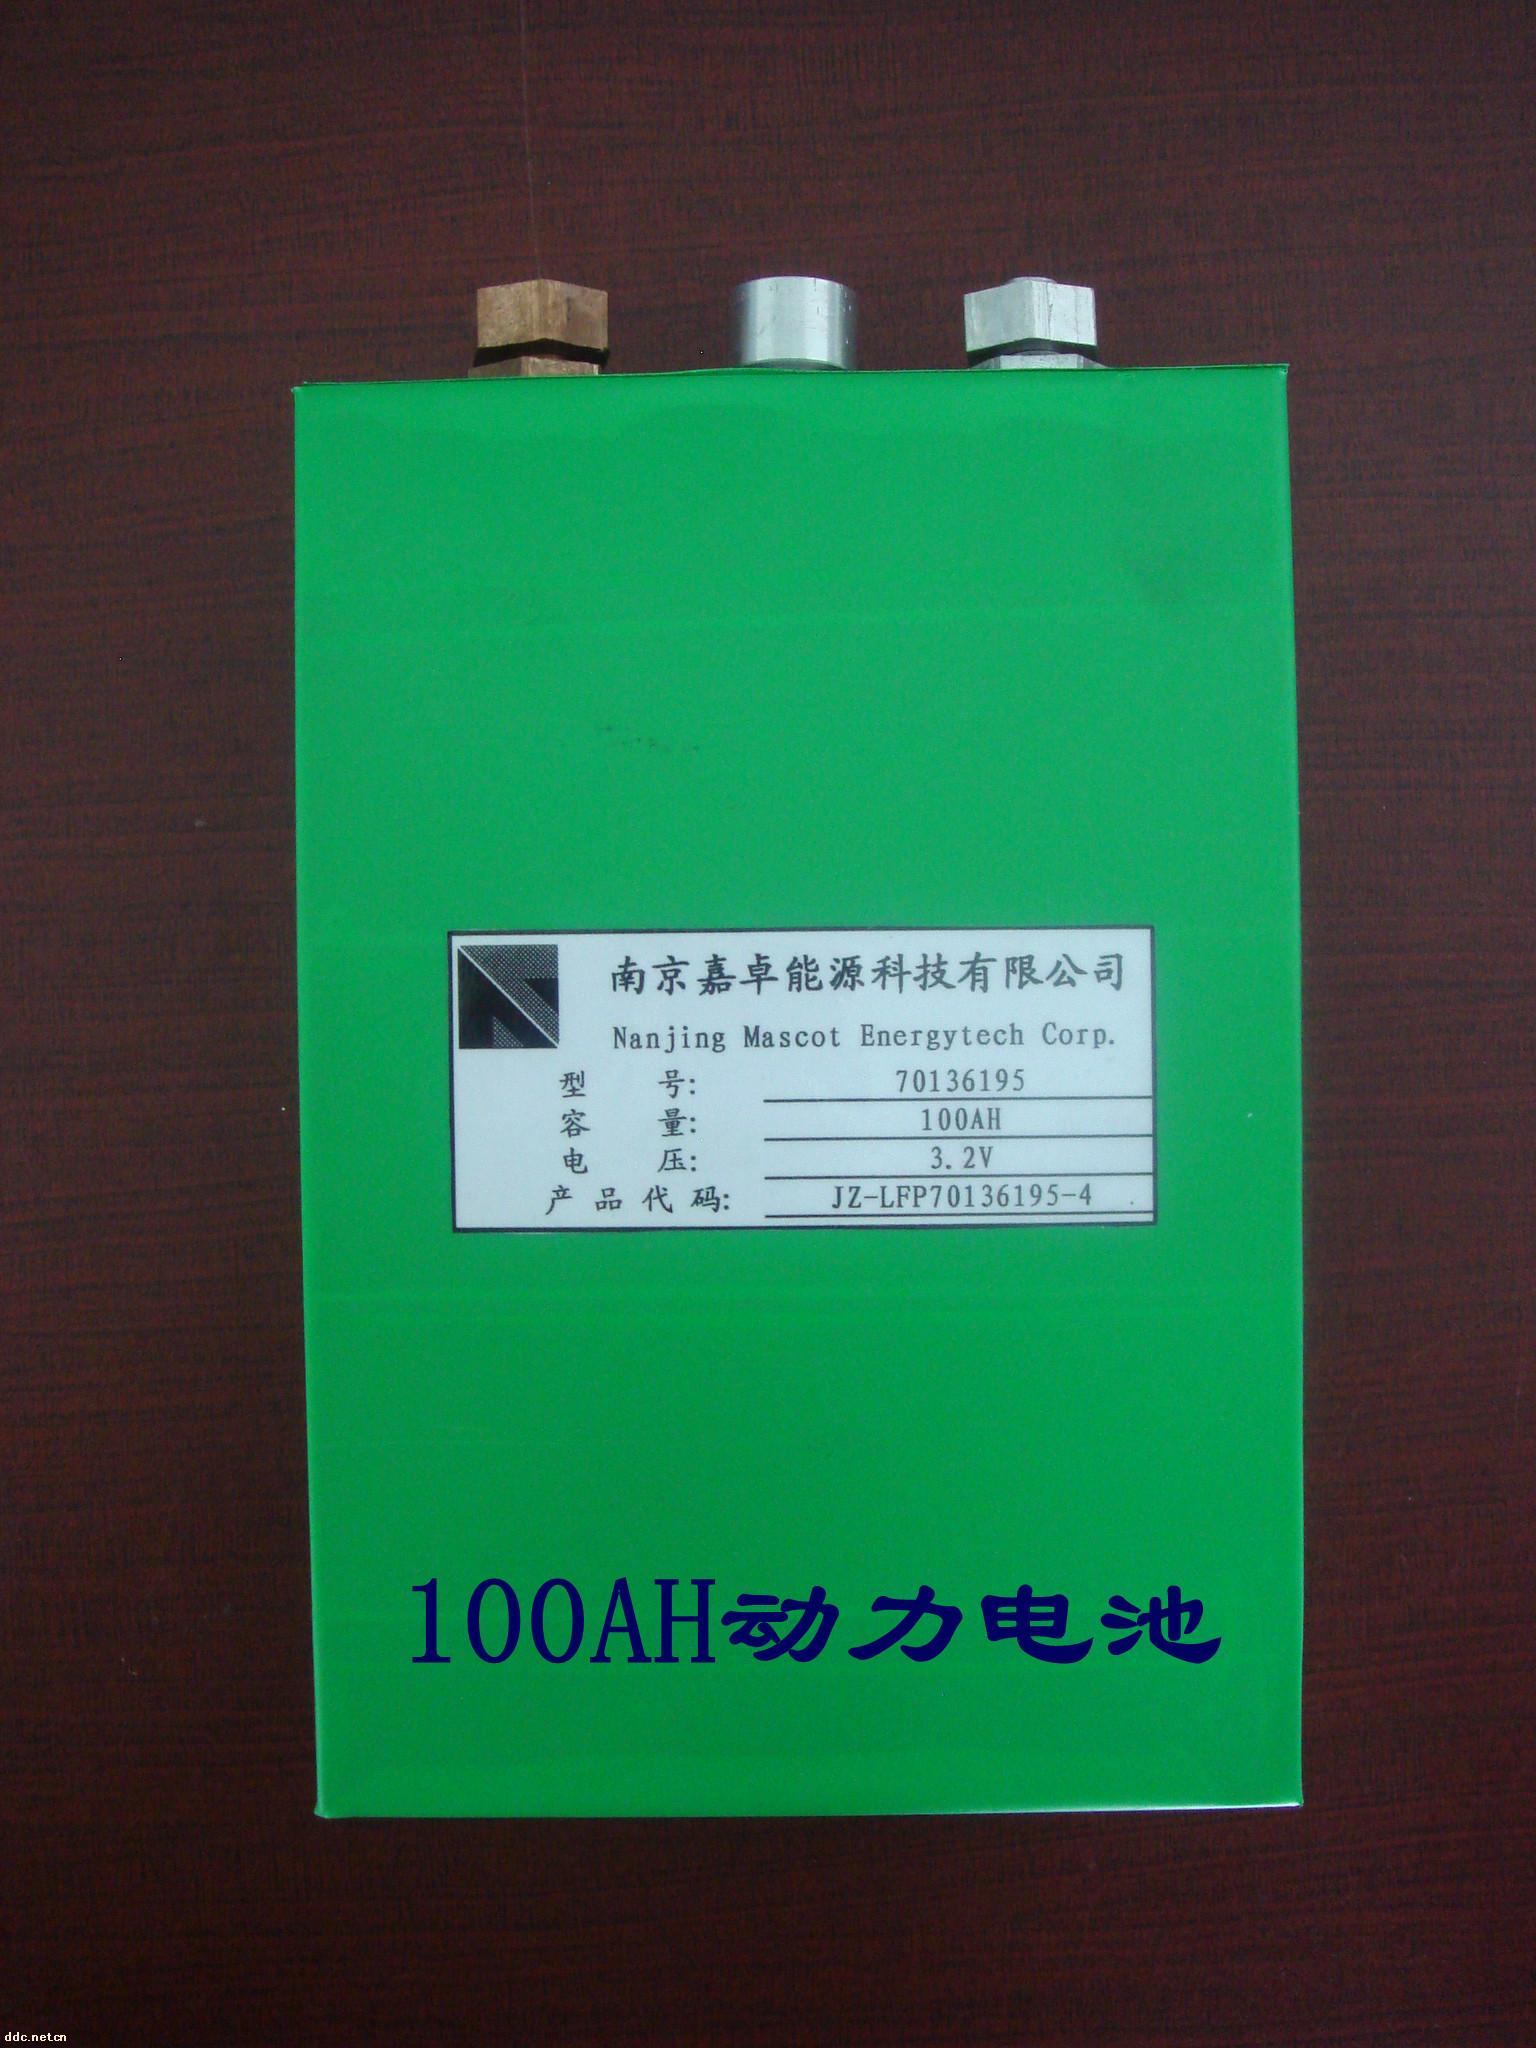 南京嘉卓能源科技有限公司
Nanjing Mascot Energytech Corp.
型 号: 70136195
容 量: 100AH
电 压: 3.2V
产品代码: JZ-LFP70136195-4
100AH动力电池
ddc.net.cn